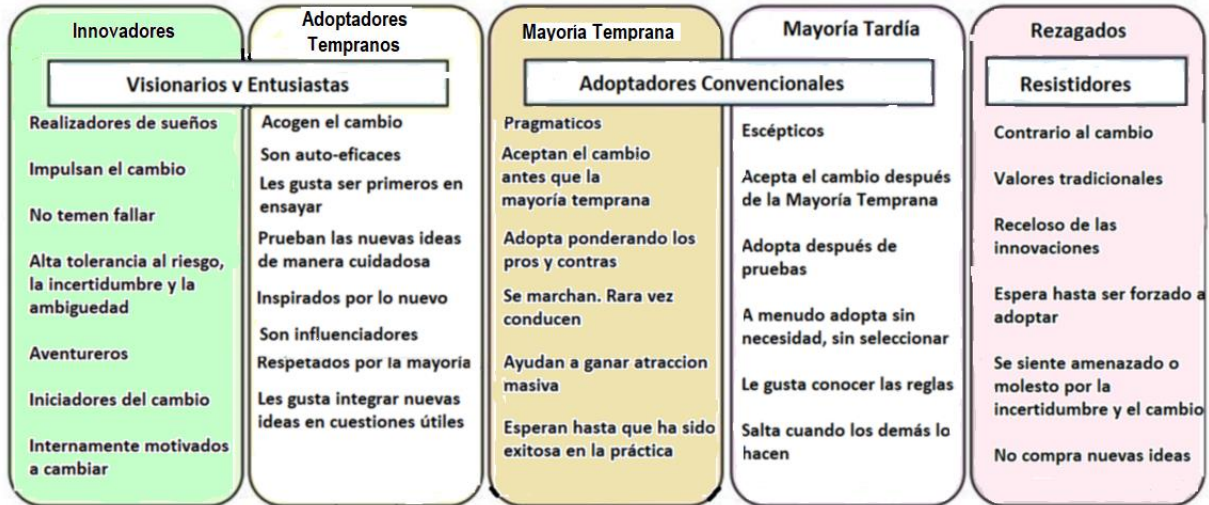 Innovadores
Adoptadores
Tempranos
Mayoría Temprana
Mayoría Tardía
Rezagados
Visionarios y Entusiastas
Adoptadores Convencionales
Resistidores
Realizadores de sueños
Impulsan el cambio
No temen fallar
Alta tolerancia al riesgo,
la incertidumbre y la
ambiguedad
Aventureros
Iniciadores del cambio
Internamente motivados
a cambiar
Acogen el cambio
Son auto-eficaces
Les gusta ser primeros en
ensayar
Prueban las nuevas ideas
de manera cuidadosa
Inspirados por lo nuevo
Son influenciadores
Respetados por la mayoría
Les gusta integrar nuevas
ideas en cuestiones útiles
Pragmaticos
Aceptan el cambio
antes que la
mayoría temprana
Adopta ponderando los
pros y contras
Se marchan. Rara vez
conducen
Ayudan a ganar atraccion
masiva
Esperan hasta que ha sido
exitosa en la práctica
Escépticos
Acepta el cambio después
de la Mayoría Temprana
Adopta después de
pruebas
A menudo adopta sin
necesidad, sin seleccionar
Le gusta conocer las reglas
Salta cuando los demás lo
hacen
Contrario al cambio
Valores tradicionales
Receloso de las
innovaciones
Espera hasta ser forzado a
adoptar
Se siente amenazado o
molesto por la
incertidumbre y el cambio
No compra nuevas ideas